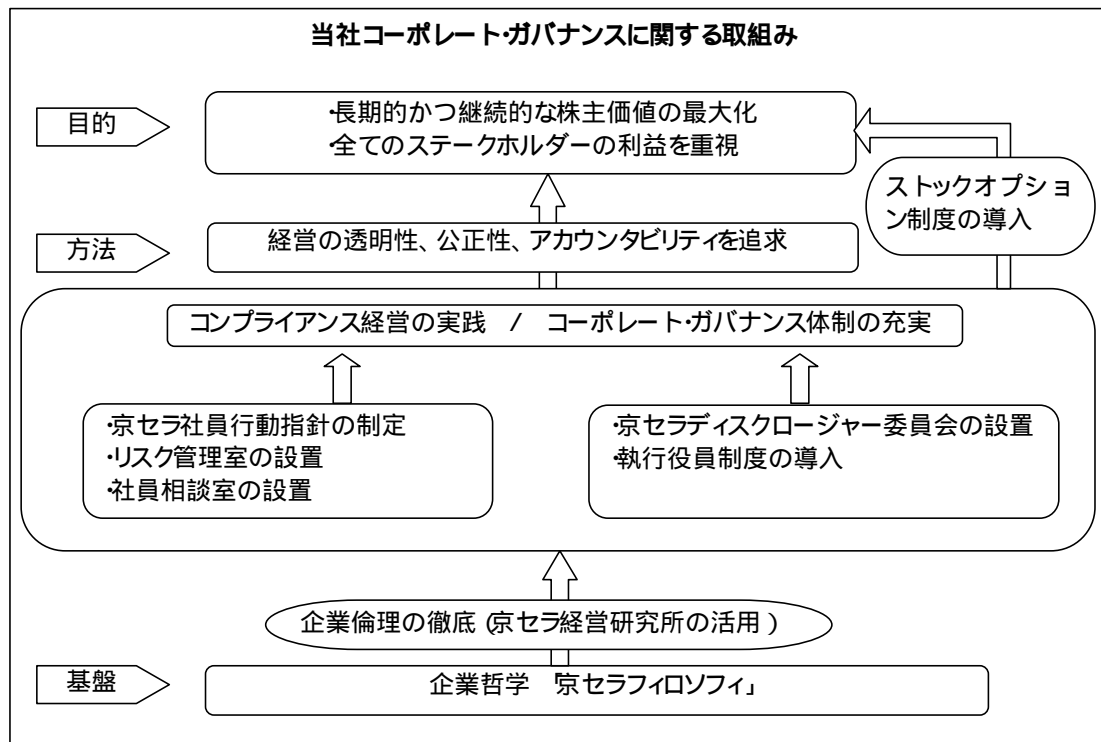 当社コーポレート・ガバナンスに関する取組み
目的
・長期的かつ継続的な株主価値の最大化
・全てのステークホルダーの利益を重視
ストックオプショ
ン制度の導入
方法
経営の透明性、公正性、アカウンタビリティを追求
コンプライアンス経営の実践 / コーポレート・ガバナンス体制の充実
・京セラ社員行動指針の制定
・リスク管理室の設置
・社員相談室の設置
・京セラディスクロージャー委員会の設置
・執行役員制度の導入
企業倫理の徹底(京セラ経営研究所の活用)
基盤
企業哲学 「京セラフィロソフィ」